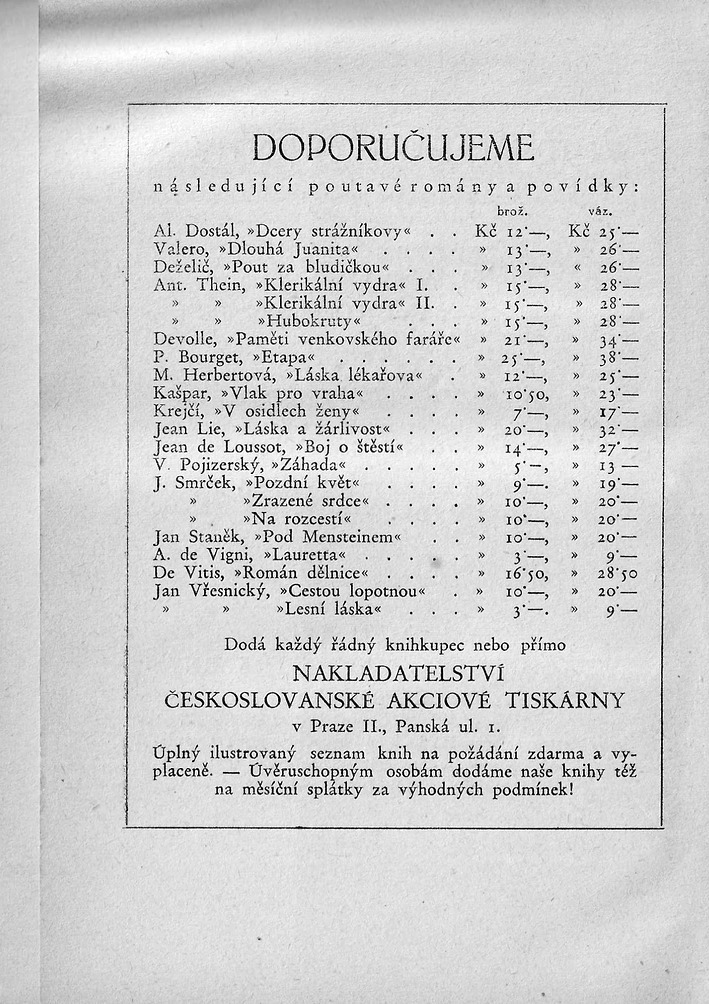 DOPORUČUJEME
následující poutavé romány a povídky:
brož. váz.
Al. Dostál, »Dcery strážníkovy« . . Kč 12·—, Kč 25·—
Valero, »Dlouhá Juanita« . . . . » 13·—, » 26·—
Deželič, »Pout za bludičkou« . . . » 13·—, « 26·—
Ant. Thein, »Klerikální vydra« I. . » 15·—, » 28·—
» » »Klerikální vydra« II. . » 15·—, » 28·—
» » »Hubokruty« . . . » 15·—, » 28·—
Devolle, »Paměti venkovského faráře« » 21·—, » 34·—
P. Bourget, »Etapa« . . . . . . » 25·—, » 38·—
M. Herbertová, »Láska lékařova« . » 12·—, » 25·—
Kašpar, »Vlak pro vraha« . . . . » 10·50, » 23·—
Krejčí, »V osidlech ženy« . . . . » 7·—, » 17·—
Jean Lie, »Láska a žárlivost« . . . » 20·—, » 32·—
Jean de Loussot, »Boj o štěstí« . . » 14·—, » 27·—
V. Pojizerský, »Záhada« . . . . . » 5·—, » 13 —
J. Smrček, »Pozdní květ« . . . . » 9·—. » 19·—
» »Zrazené srdce« . . . . » 10·—, » 20·—
» »Na rozcestí« . . . . » 10·—, » 20·—
Jan Staněk, »Pod Mensteinem« . . » 10·—, » 20·—
A. de Vigni, »Lauretta« . . . . . » 3·—, » 9·—
De Vitis, »Román dělnice« . . . . » 16·50, » 28·50
Jan Vřesnický, »Cestou lopotnou« . » 10·—, » 20·—
» » »Lesní láska« . . . » 3·—. » 9·—
Dodá každý řádný knihkupec nebo přímo
NAKLADATELSTVÍ
ČESKOSLOVANSKÉ AKCIOVÉ TISKÁRNY
v Praze II., Panská ul. 1.
Úplný ilustrovaný seznam knih na požádání zdarma a vy-
placeně. — Úvěruschopným osobám dodáme naše knihy též
na měsíční splátky za výhodných podmínek!